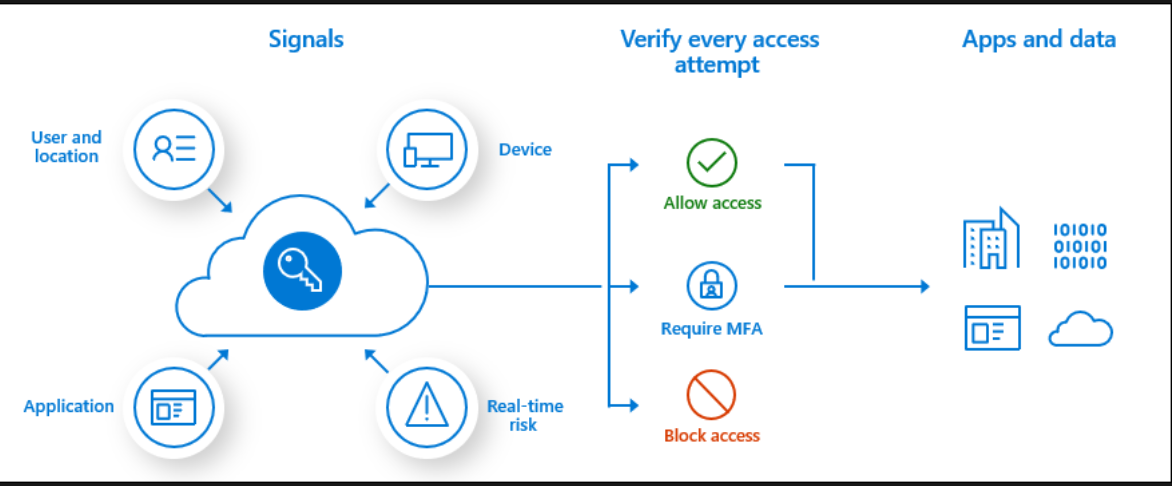 Signals
Verify every access
attempt
Apps and data
User and
location
Device
Allow access
101010
010101
101010
Require MFA
Application
Real-time
risk
Block access